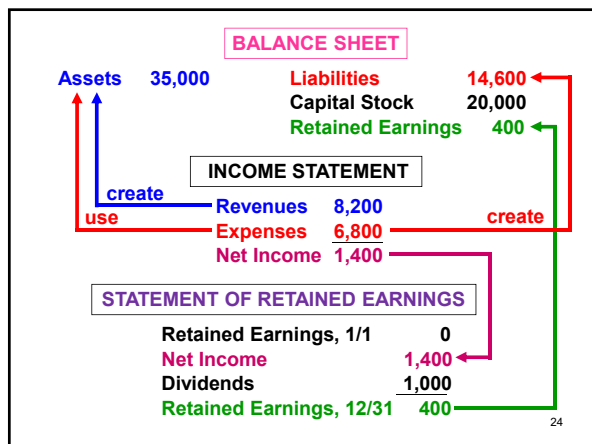 BALANCE SHEET
Assets 35,000 Liabilities 14,600
Capital Stock 20,000
Retained Earnings 400
INCOME STATEMENT
create Revenues 8,200
use Expenses 6,800 create
Net Income 1,400
STATEMENT OF RETAINED EARNINGS
Retained Earnings, 1/1 0
Net Income 1,400
Dividends 1,000
Retained Earnings, 12/31 400
24